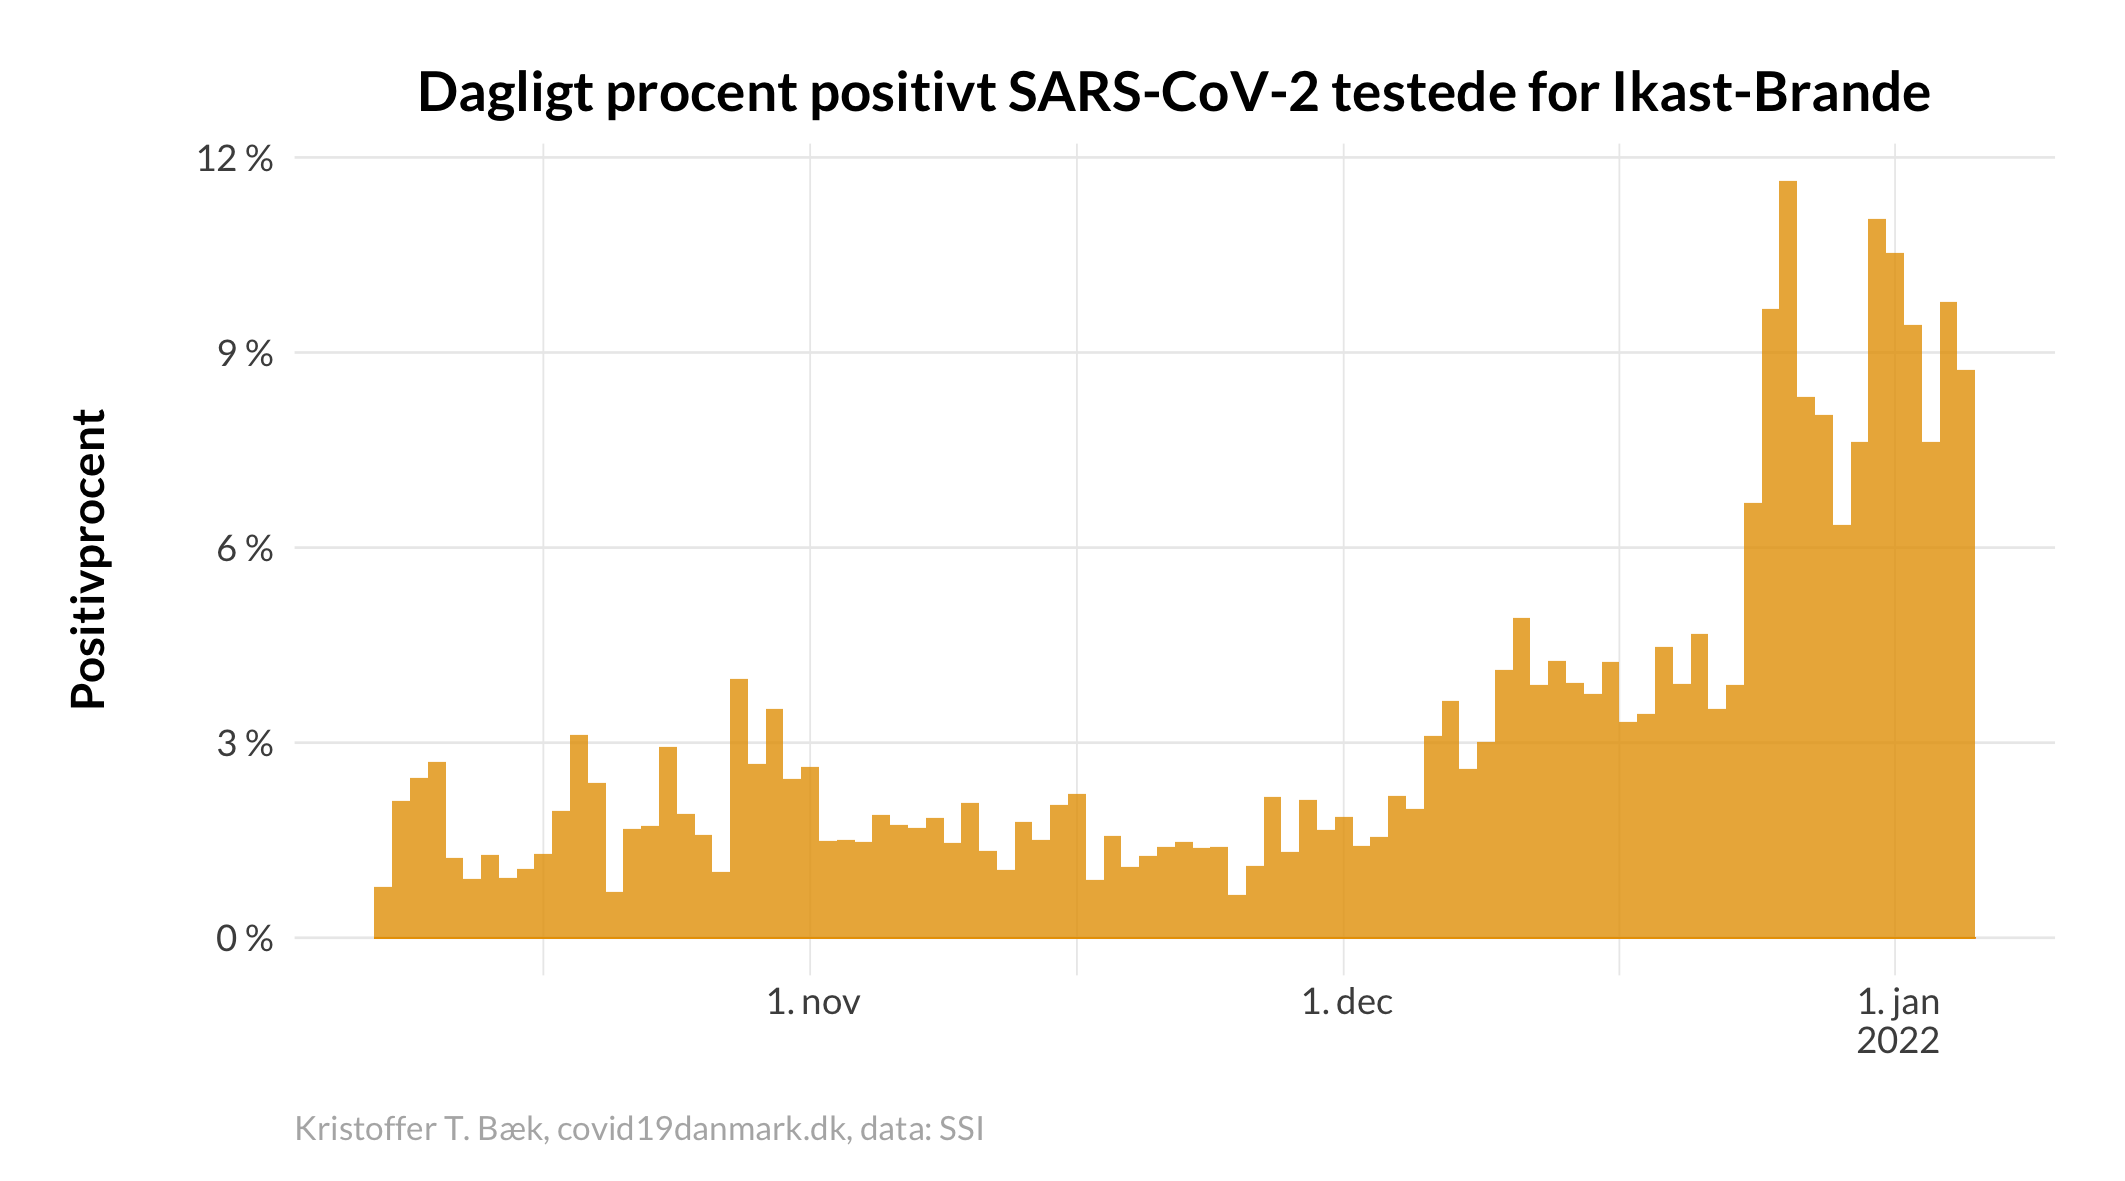 Dagligt procent positivt SARS-CoV-2 testede for Ikast-Brande
Positivprocent
12 %
9 %
6 %
3 %
0 %
1. nov
1. dec
1. jan
2022
Kristoffer T. Bæk, covid19danmark.dk, data: SSI